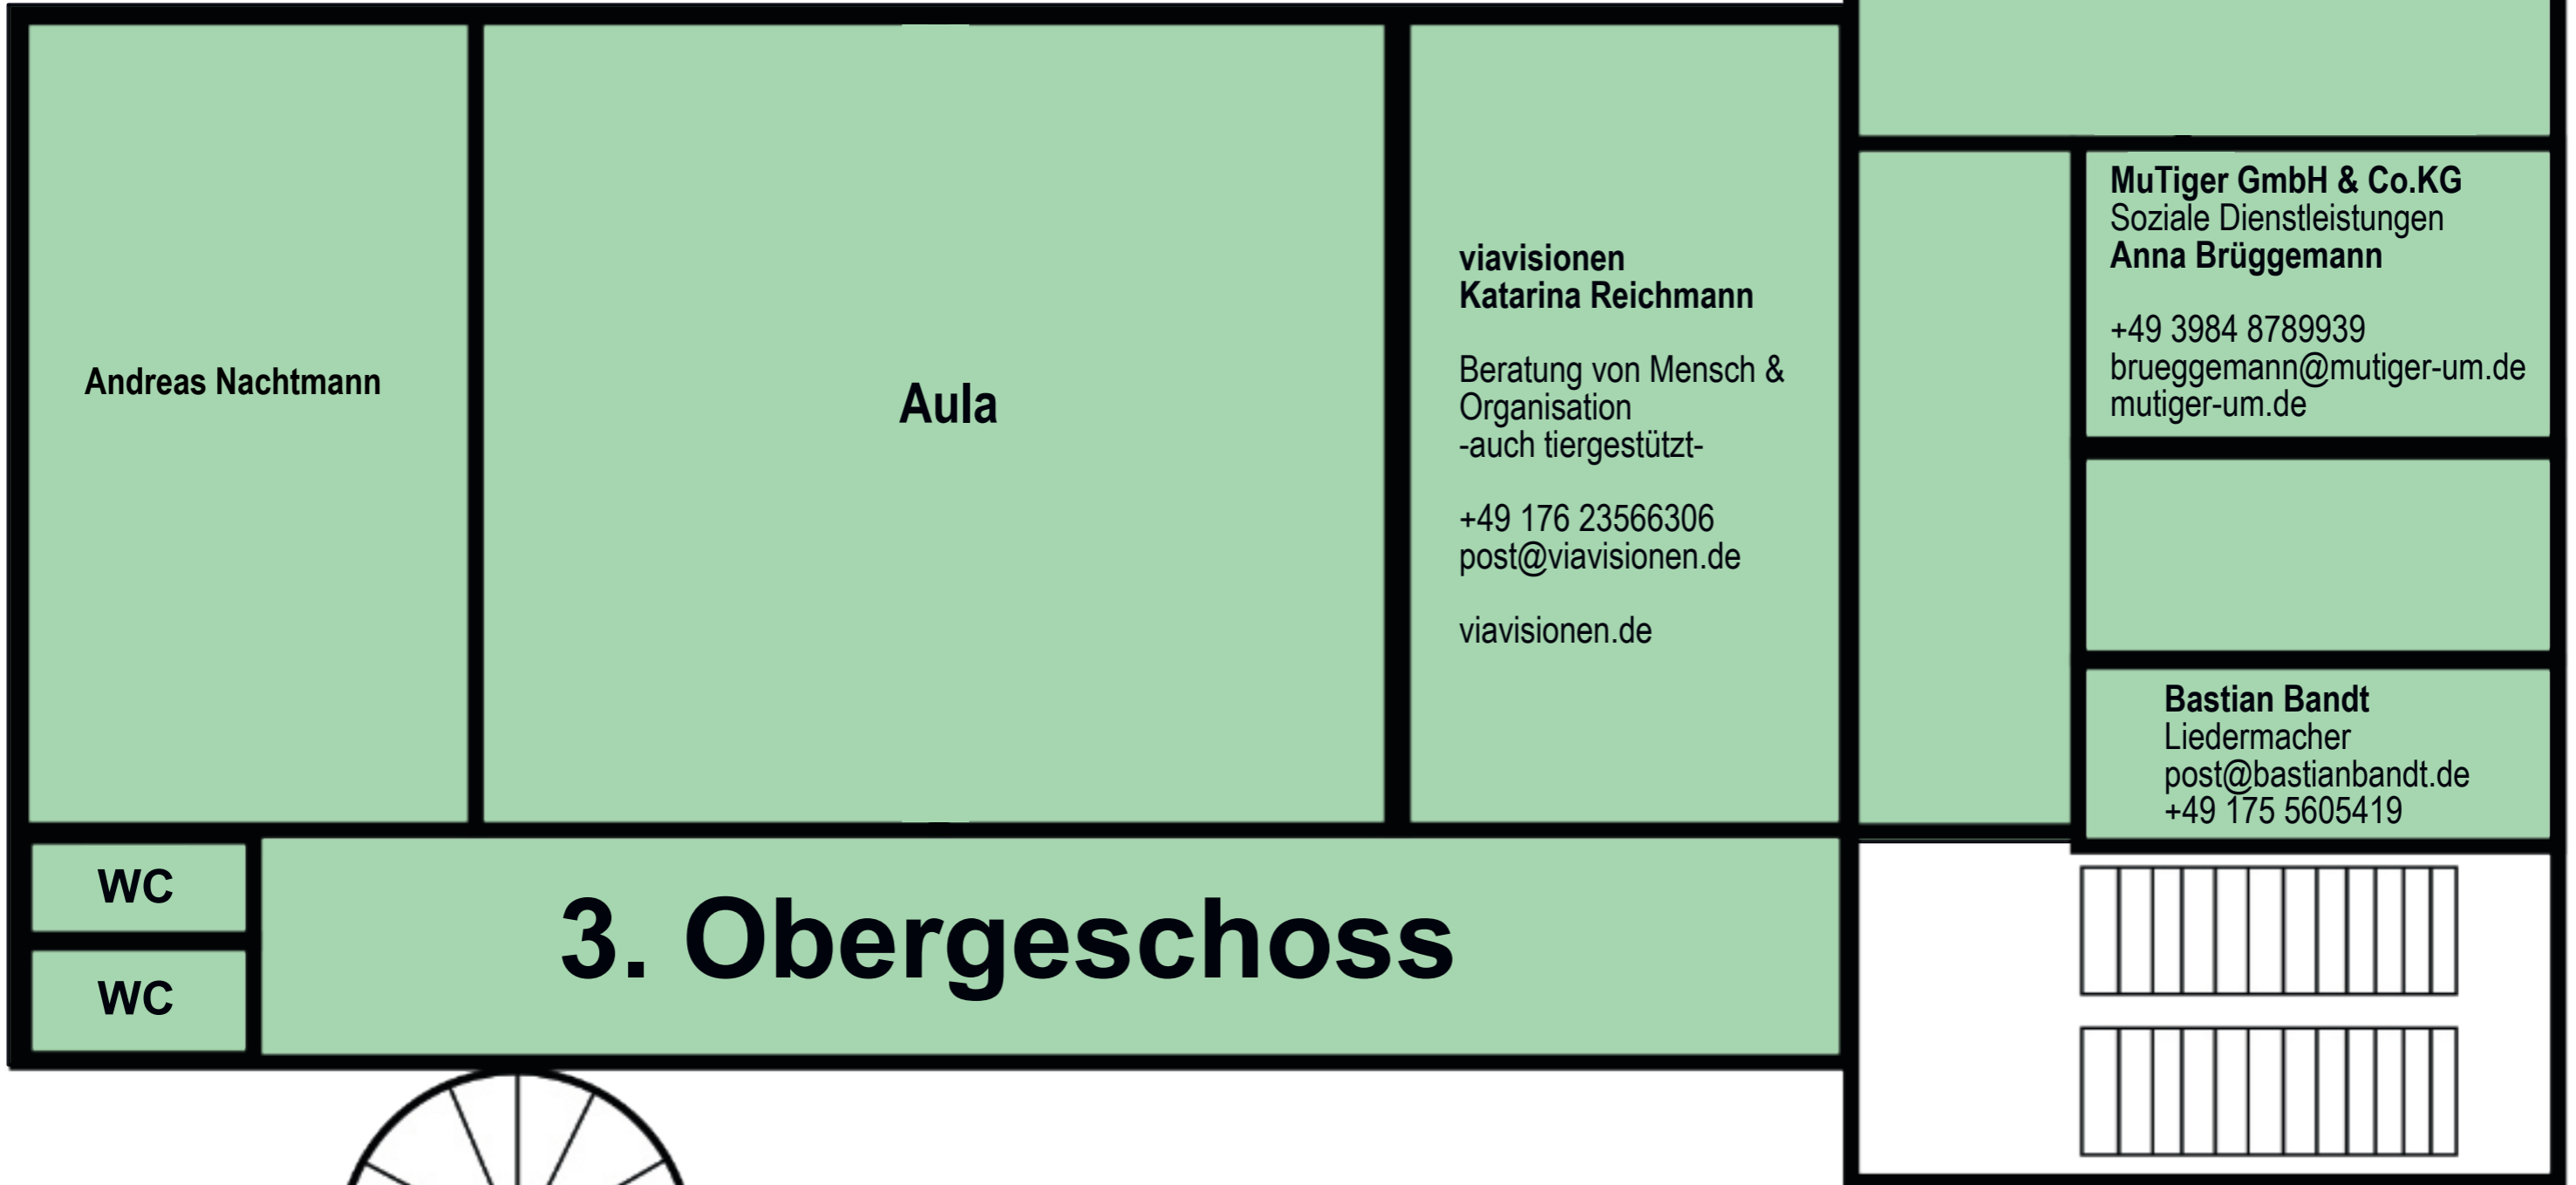 Andreas Nachtmann
Aula
viavisionen
Katarina Reichmann
Beratung von Mensch &
Organisation
-auch tiergestützt-
+49 176 23566306
post@viavisionen.de
viavisionen.de
MuTiger GmbH & Co.KG
Soziale Dienstleistungen
Anna Brüggemann
+49 3984 8789939
brueggemann@mutiger-um.de
mutiger-um.de
Bastian Bandt
Liedermacher
post@bastianbandt.de
+49 175 5605419
WC
WC
3. Obergeschoss